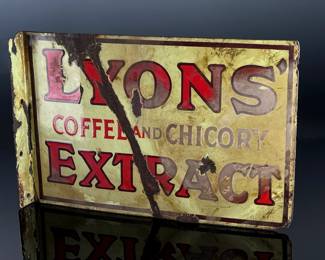 LYONS'
COFFEE AND CHICORY
EXTRACT